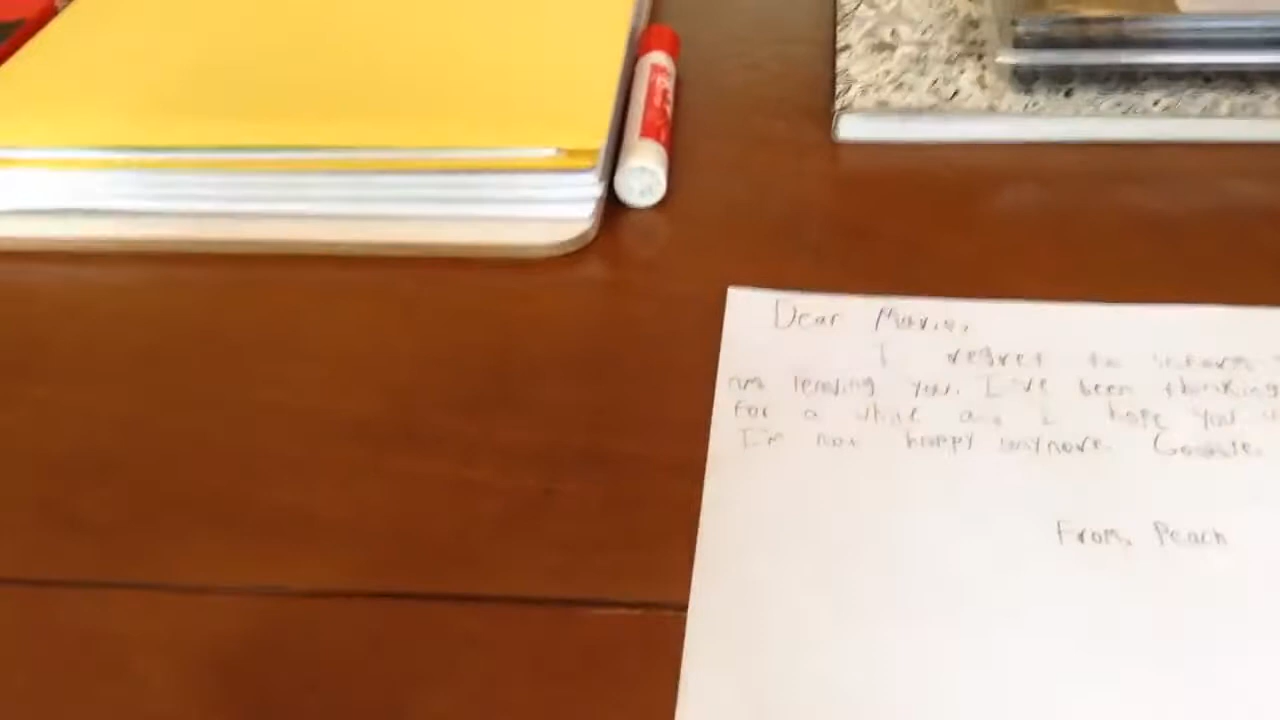 Dear Mario,
I regret to inform
am leaving you. I've been thinking
For a while and I hope you
I'm not happy anymore. Goodbye.
From, Peach